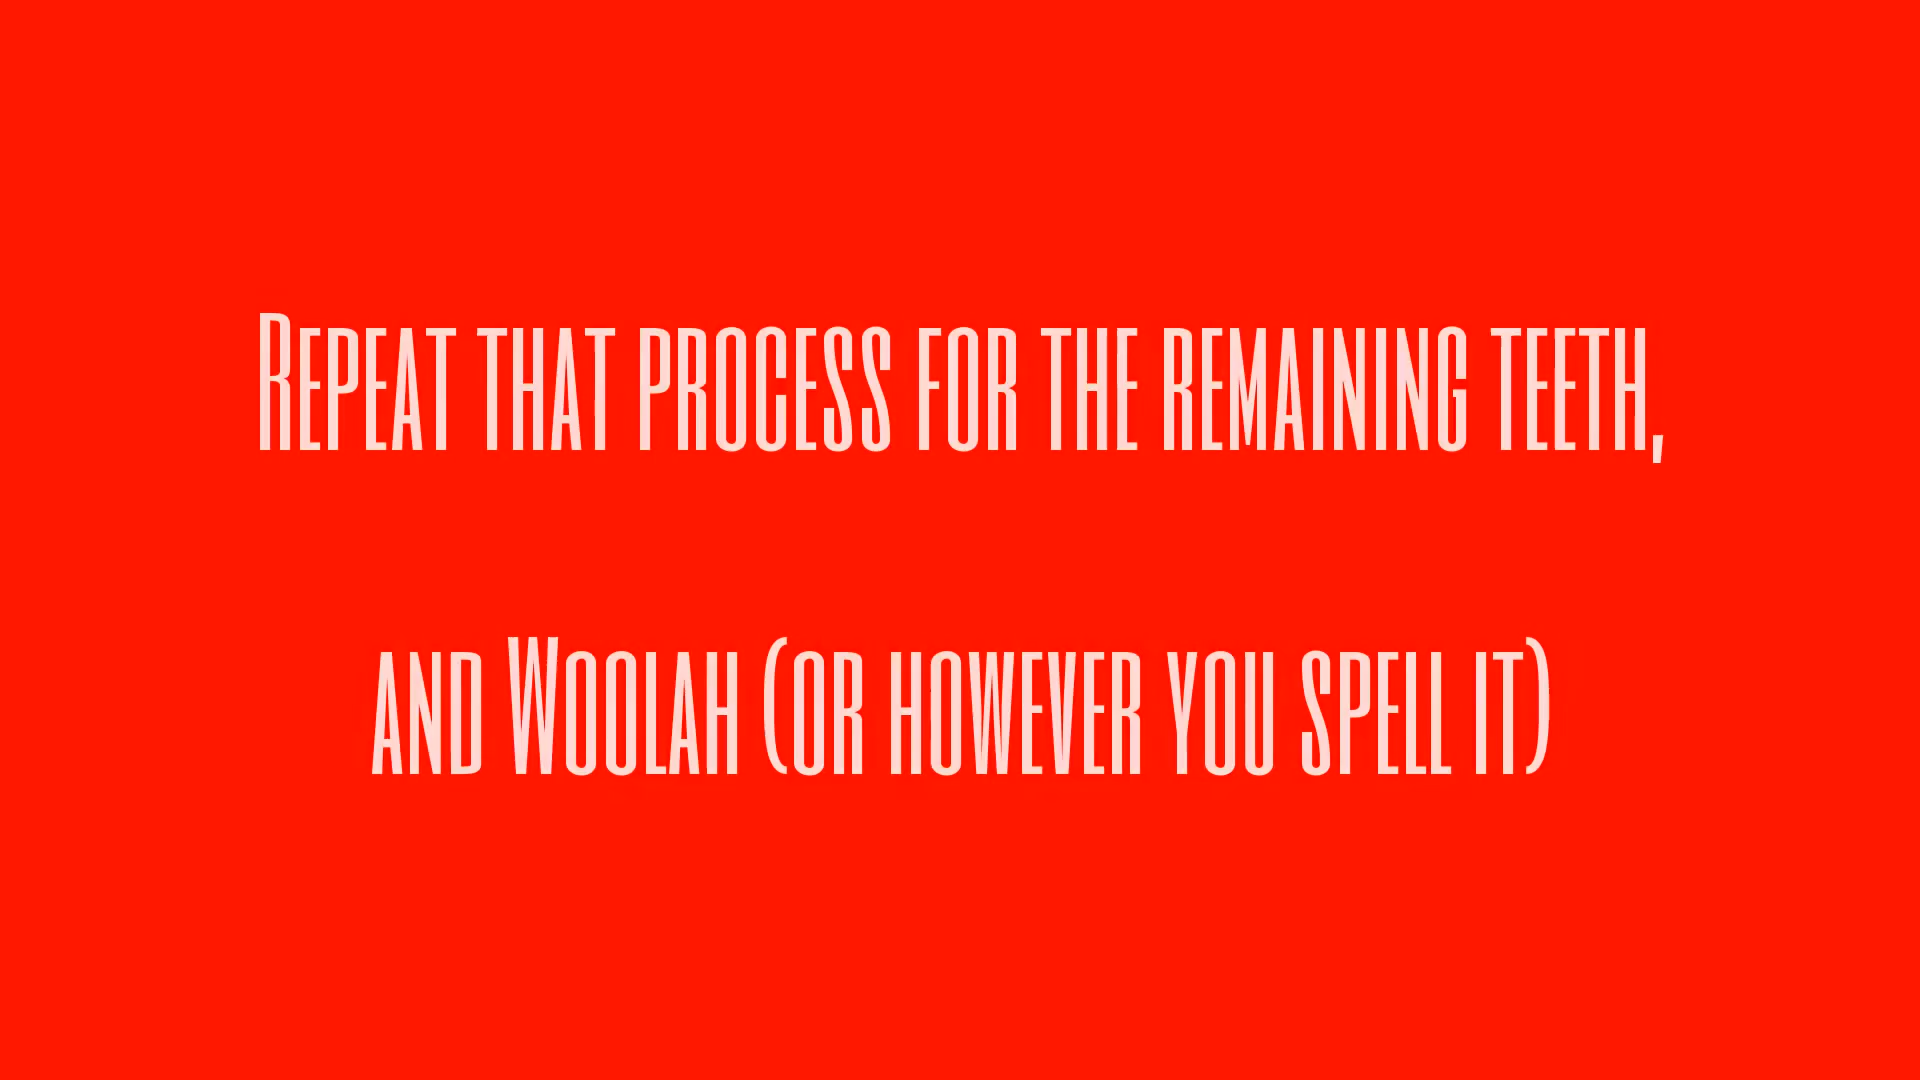 Repeat that process for the remaining teeth,
and Woolah (or however you spell it)